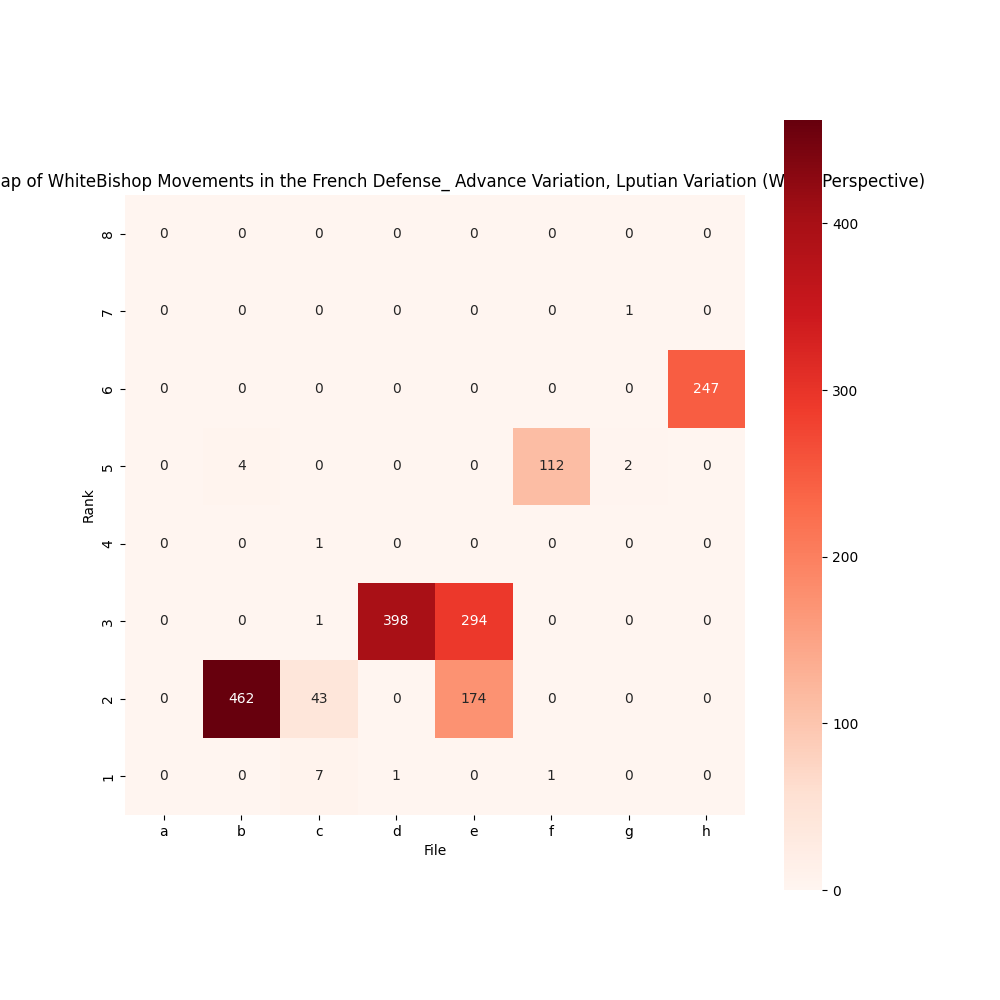 ap of WhiteBishop Movements in the French Defense_ Advance Variation, Lputian Variation (W Perspective)
8 0 0 0 0 0 0 0 0
7 0 0 0 0 0 0 1 0
6 0 0 0 0 0 0 0 247
5 0 4 0 0 0 112 2 0
4 0 0 1 0 0 0 0 0
3 0 0 1 398 294 0 0 0
2 0 462 43 0 174 0 0 0
1 0 0 7 1 0 1 0 0
a b c d e f g h
File
Rank
400
300
200
100
0